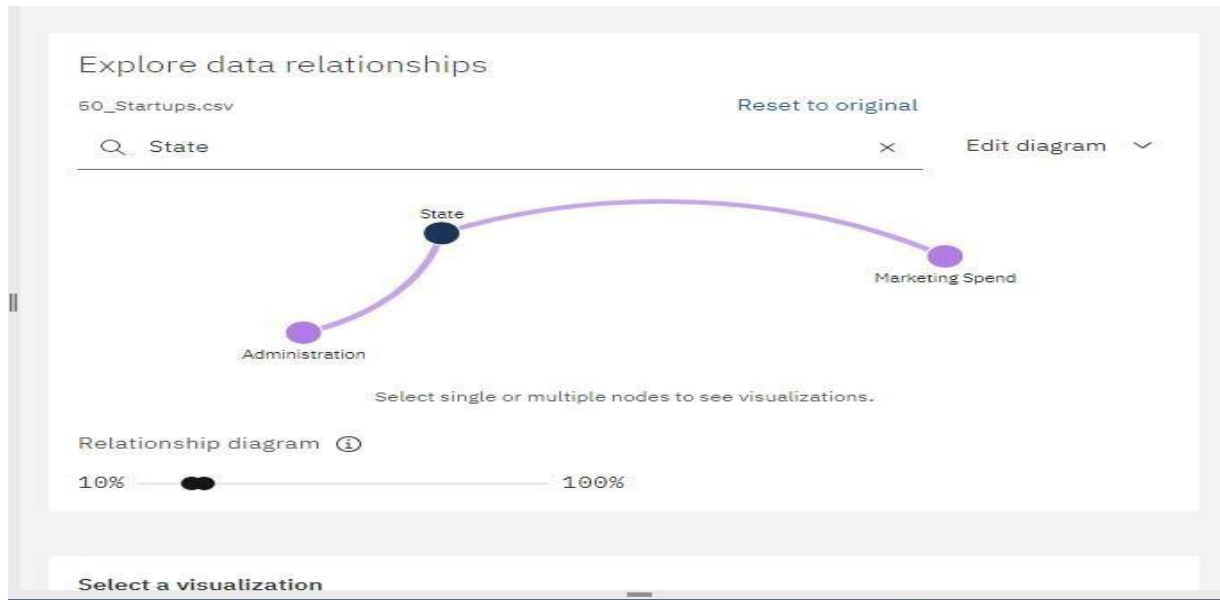 Explore data relationships
50_Startups.csv Reset to original
State Edit diagram
State
Marketing Spend
Administration
Select single or multiple nodes to see visualizations.
Relationship diagram
10% 100%
Select a visualization